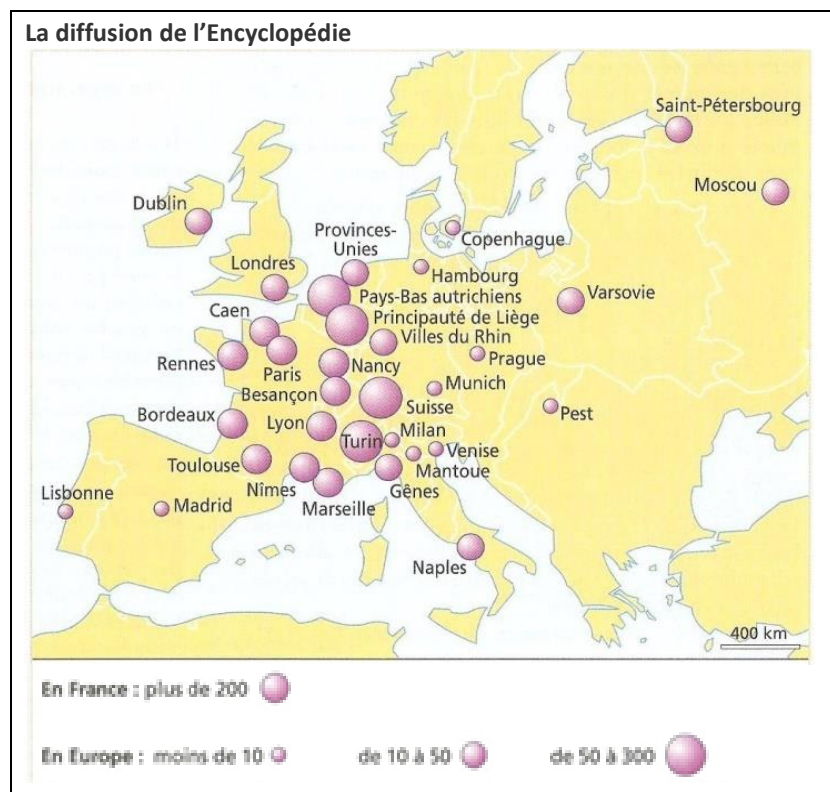 La diffusion de l’Encyclopédie
Saint-Pétersbourg
Moscou
Dublin
Provinces-
Unies
Copenhague
Londres
Hambourg
Pays-Bas autrichiens
Varsovie
Caen
Principauté de Liège
Villes du Rhin
Rennes
Paris
Nancy
Prague
Besançon
Munich
Suisse
Pest
Bordeaux
Lyon
Milan
Turin
Venise
Toulouse
Mantoue
Nîmes
Gênes
Lisbonne
Madrid
Marseille
Naples
400 km
En France : plus de 200
En Europe : moins de 10 de 10 à 50 de 50 à 300